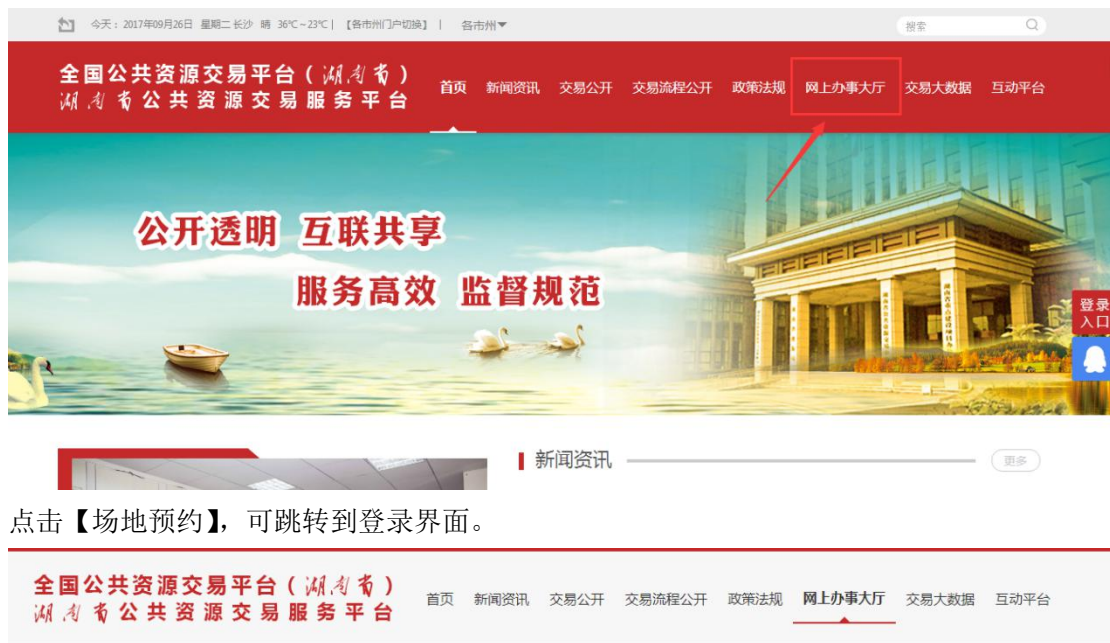 今天：2017年09月26日 星期二 长沙 晴 36℃~23℃| 【各市州门户切换】 | 各市州▼ 搜索
全国公共资源交易平台（湖南省）
湖南省公共资源交易服务平台
首页 新闻资讯 交易公开 交易流程公开 政策法规 网上办事大厅 交易大数据 互动平台
公开透明 互联共享
服务高效 监督规范
登录
入口
新闻资讯 更多
点击【场地预约】，可跳转到登录界面。
全国公共资源交易平台（湖南省）
湖南省公共资源交易服务平台
首页 新闻资讯 交易公开 交易流程公开 政策法规 网上办事大厅 交易大数据 互动平台